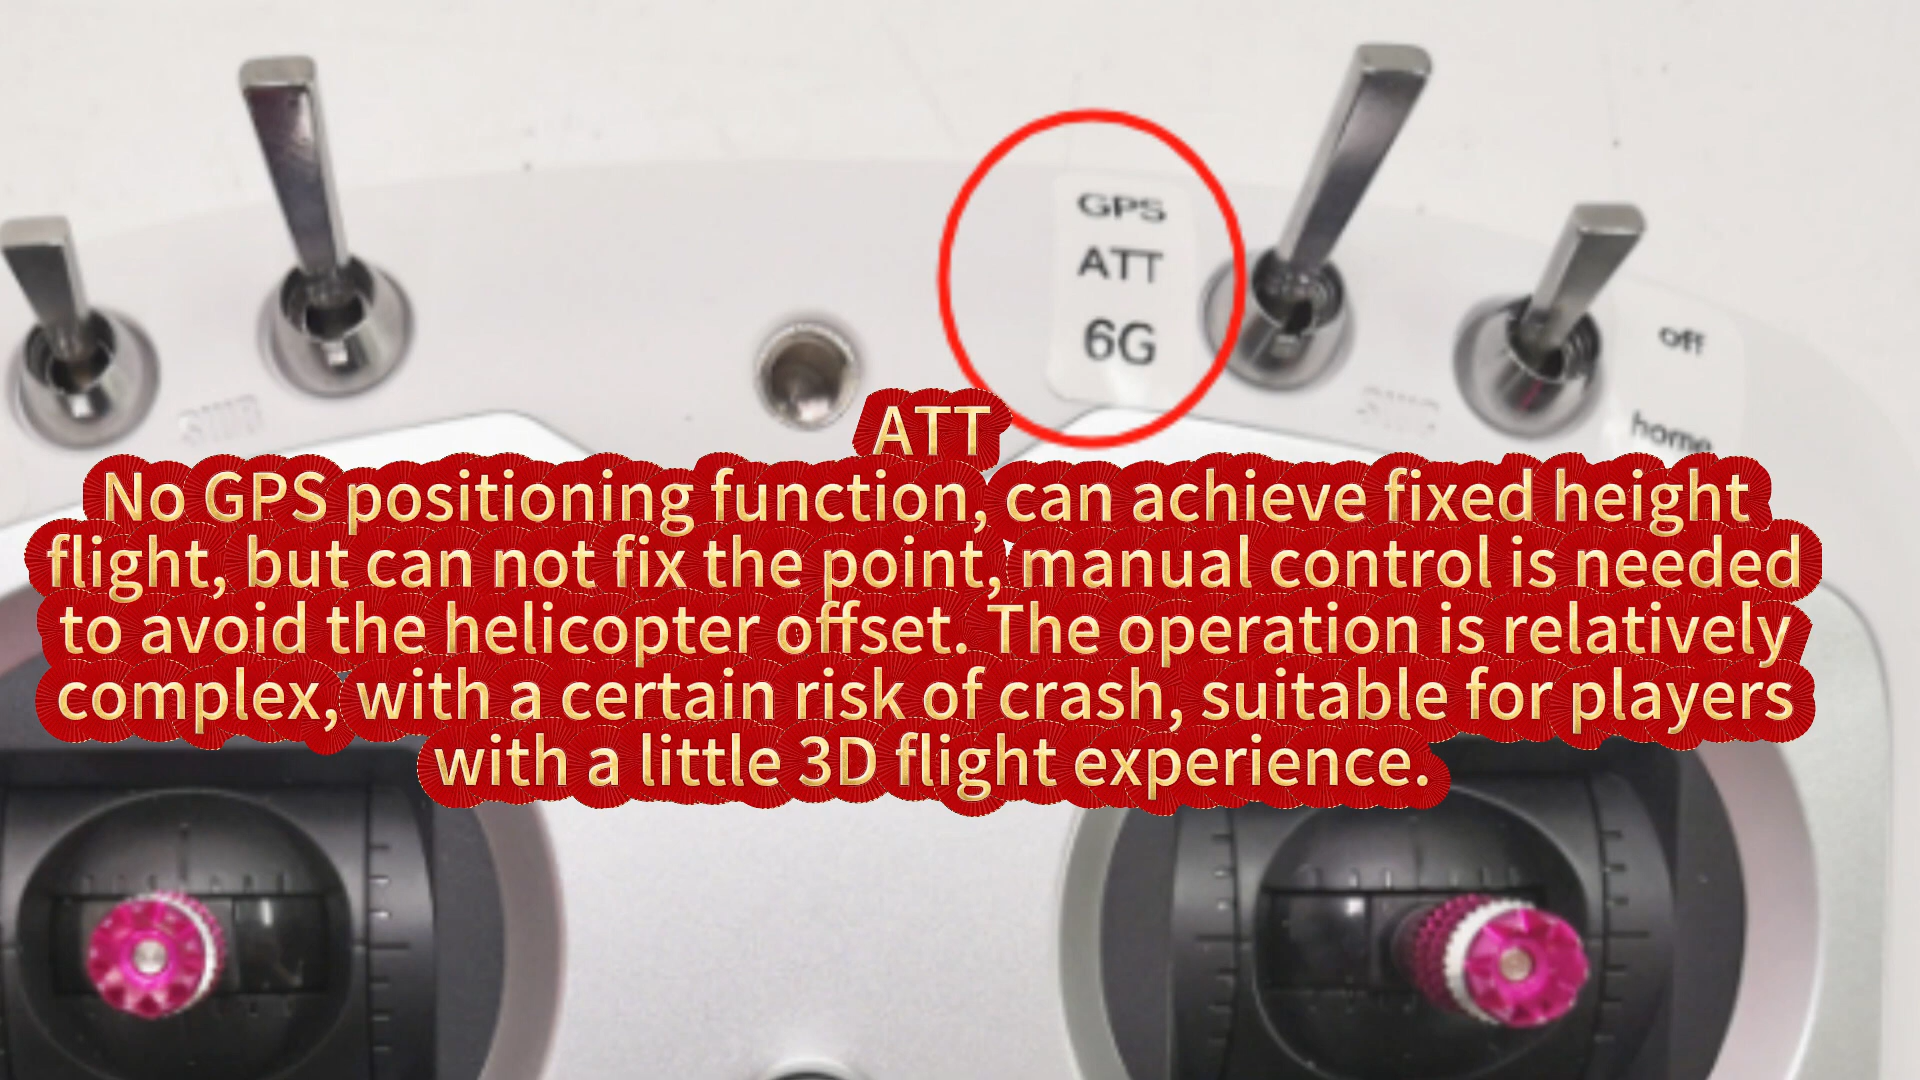 GPS
ATT
6G
off
home
SWB
SWC
ATT
No GPS positioning function, can achieve fixed height
flight, but can not fix the point, manual control is needed
to avoid the helicopter offset. The operation is relatively
complex, with a certain risk of crash, suitable for players
with a little 3D flight experience.